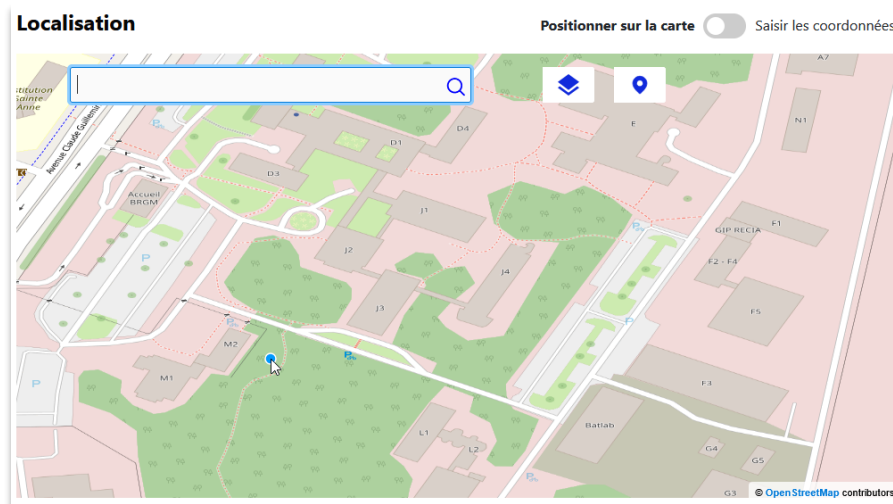 Localisation
Positionner sur la carte
Saisir les coordonnées
A7
stitution
Sainte
Anne
Avenue Claude Guillemin
P
D4
E
N1
D1
D3
Accueil
BRGM
J1
P
F1
GIP RECIA
J2
P
F2 - F4
J4
J3
F5
P
P
M2
P
M1
P
F3
L1
Batlab
L2
G4
G5
P
G3
© OpenStreetMap contributors